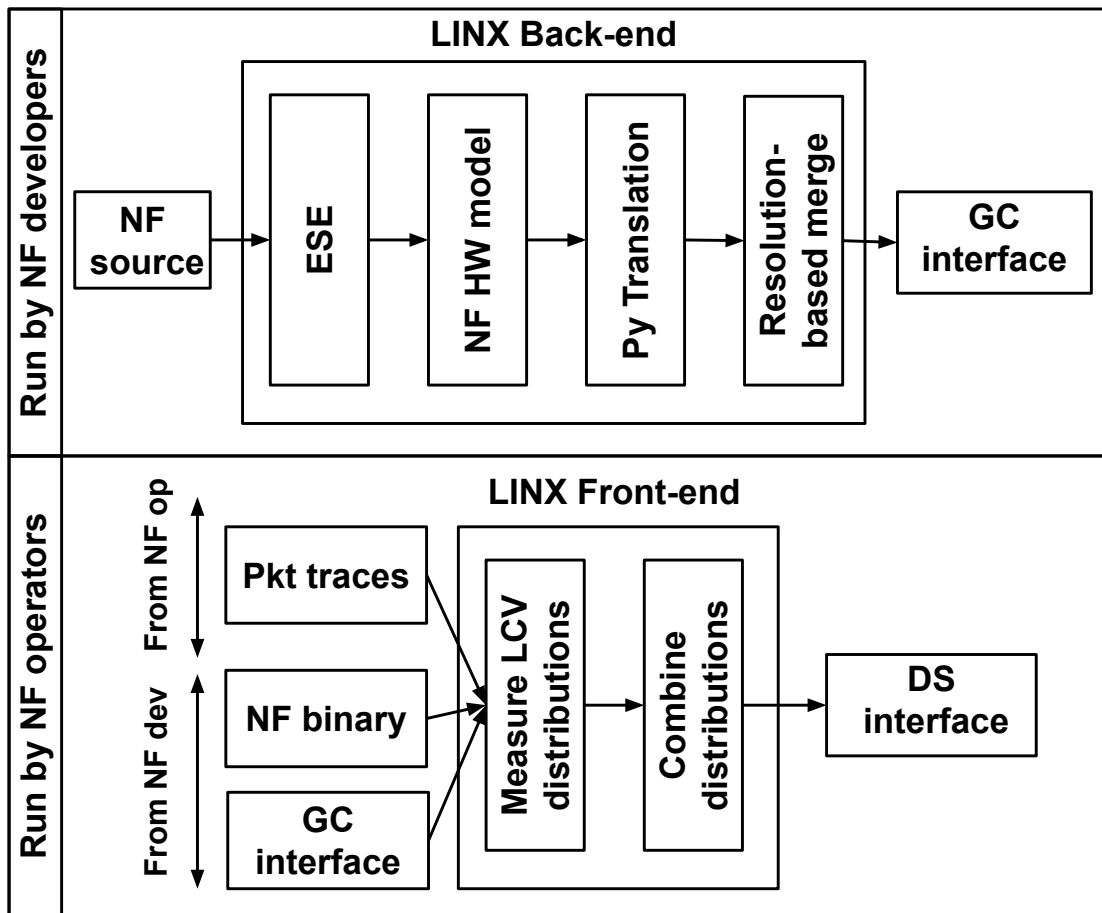 Run by NF developers
LINX Back-end
NF
source
ESE
NF HW model
Py Translation
Resolution-
based merge
GC
interface
Run by NF operators
LINX Front-end
From NF op
From NF dev
Pkt traces
NF binary
GC
interface
Measure LCV
distributions
Combine
distributions
DS
interface